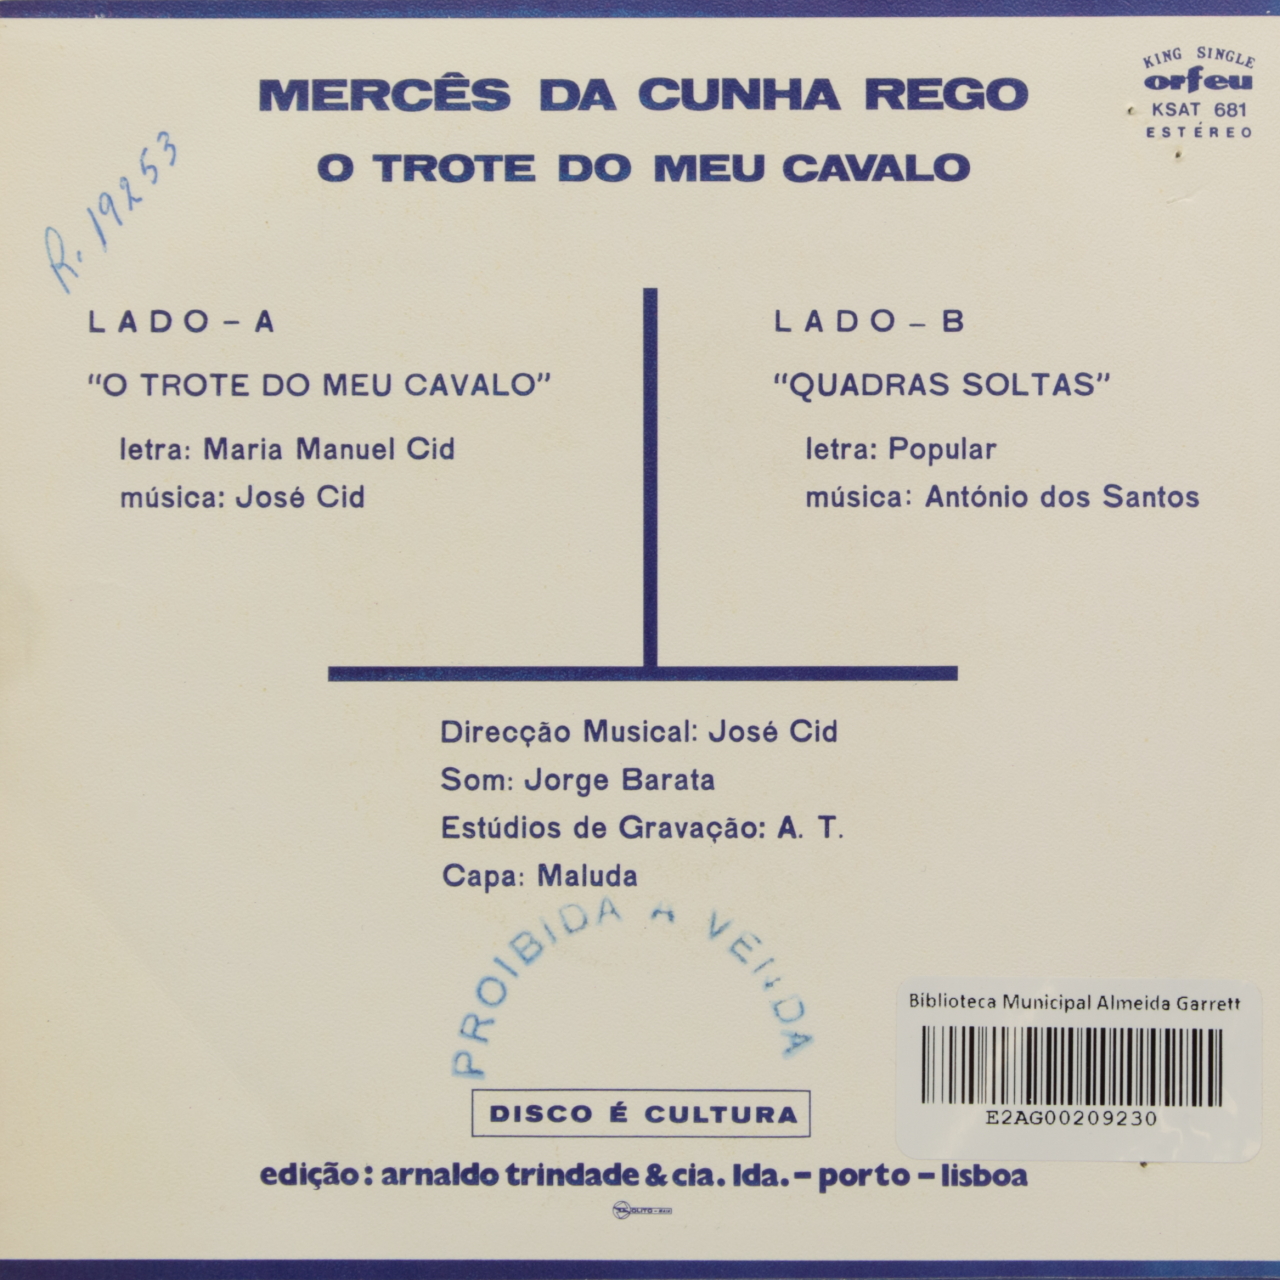 KING SINGLE
orfeu
KSAT 681
ESTÉREO
MERCÊS DA CUNHA REGO
O TROTE DO MEU CAVALO
R. 19253
LADO - A
"O TROTE DO MEU CAVALO"
letra: Maria Manuel Cid
música: José Cid
LADO - B
"QUADRAS SOLTAS"
letra: Popular
música: António dos Santos
Direcção Musical: José Cid
Som: Jorge Barata
Estúdios de Gravação: A. T.
Capa: Maluda
PROIBIDA A VENDA
Biblioteca Municipal Almeida Garrett
E2AG00209230
DISCO É CULTURA
edição: arnaldo trindade & cia. lda. - porto - lisboa